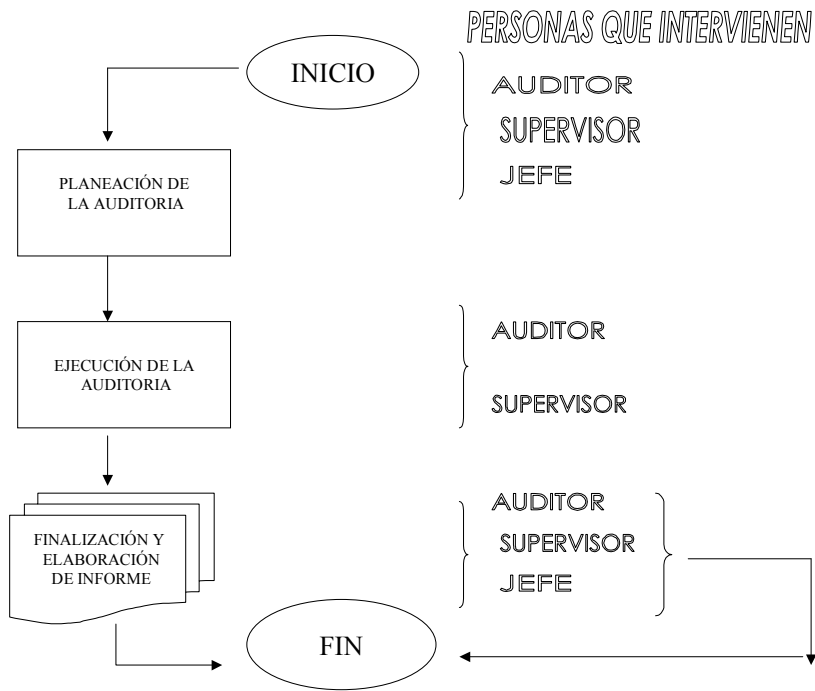 PERSONAS QUE INTERVIENEN
INICIO
AUDITOR
SUPERVISOR
JEFE
PLANEACIÓN DE
LA AUDITORIA
EJECUCIÓN DE LA
AUDITORIA
AUDITOR
SUPERVISOR
FINALIZACIÓN Y
ELABORACIÓN
DE INFORME
AUDITOR
SUPERVISOR
JEFE
FIN